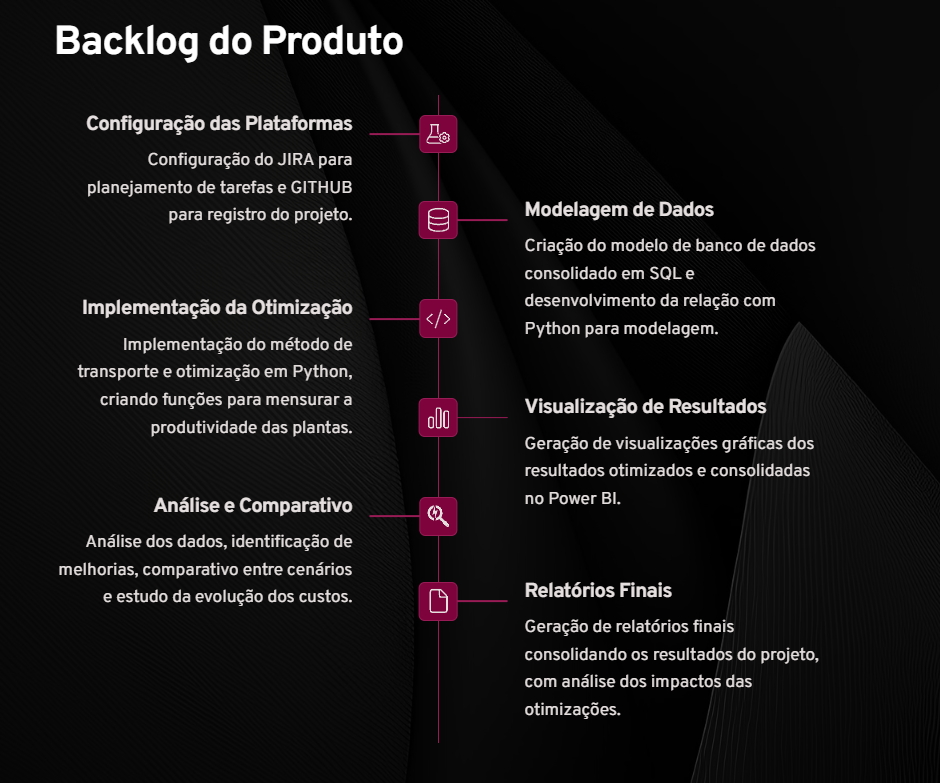 Backlog do Produto
Configuração das Plataformas
Configuração do JIRA para
planejamento de tarefas e GITHUB
para registro do projeto.
Modelagem de Dados
Criação do modelo de banco de dados
consolidado em SQL e
desenvolvimento da relação com
Python para modelagem.
Implementação da Otimização
Implementação do método de
transporte e otimização em Python,
criando funções para mensurar a
produtividade das plantas.
Visualização de Resultados
Geração de visualizações gráficas dos
resultados otimizados e consolidadas
no Power BI.
Análise e Comparativo
Análise dos dados, identificação de
melhorias, comparativo entre cenários
e estudo da evolução dos custos.
Relatórios Finais
Geração de relatórios finais
consolidando os resultados do projeto,
com análise dos impactos das
otimizações.